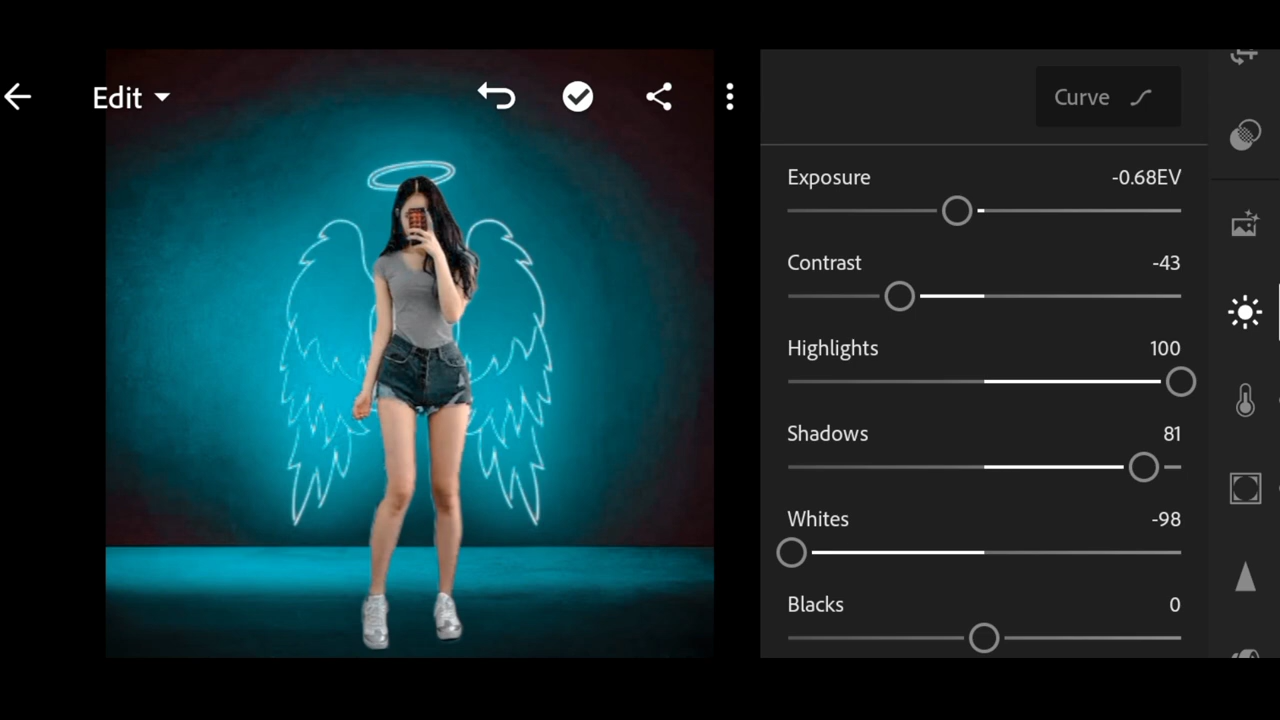 Edit
Curve
Exposure -0.68EV
Contrast -43
Highlights 100
Shadows 81
Whites -98
Blacks 0